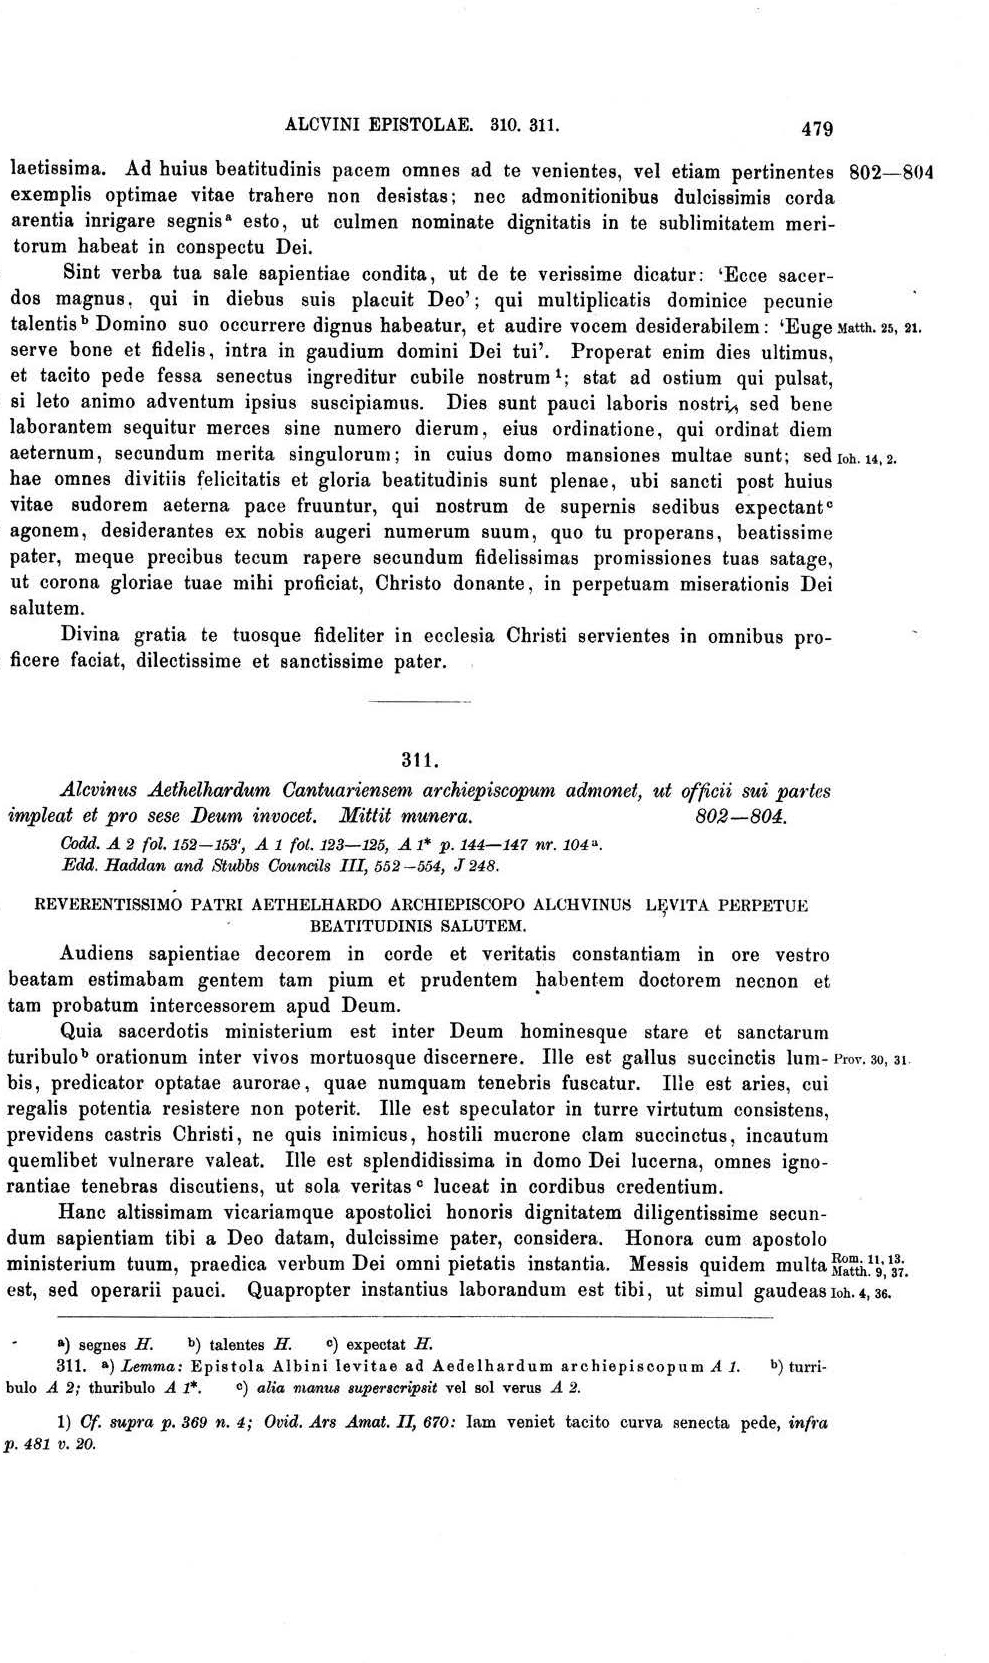 ALCVINI EPISTOLAE. 310. 311. 479
laetissima. Ad huius beatitudinis pacem omnes ad te venientes, vel etiam pertinentes 802—804
exemplis optimae vitae trahere non desistas; nec admonitionibus dulcissimis corda
arentia inrigare segnis a esto, ut culmen nominate dignitatis in te sublimitatem meri-
torum habeat in conspectu Dei.
Sint verba tua sale sapientiae condita, ut de te verissime dicatur: ‘Ecce sacer-
dos magnus, qui in diebus suis placuit Deo’; qui multiplicatis dominice pecunie
talentis b Domino suo occurrere dignus habeatur, et audire vocem desiderabilem: ‘Euge Matth. 25, 21.
serve bone et fidelis, intra in gaudium domini Dei tui’. Properat enim dies ultimus,
et tacito pede fessa senectus ingreditur cubile nostrum 1; stat ad ostium qui pulsat,
si leto animo adventum ipsius suscipiamus. Dies sunt pauci laboris nostri, sed bene
laborantem sequitur merces sine numero dierum, eius ordinatione, qui ordinat diem
aeternum, secundum merita singulorum; in cuius domo mansiones multae sunt; sed Ioh. 14, 2.
hae omnes divitiis felicitatis et gloria beatitudinis sunt plenae, ubi sancti post huius
vitae sudorem aeterna pace fruuntur, qui nostrum de supernis sedibus expectant c
agonem, desiderantes ex nobis augeri numerum suum, quo tu properans, beatissime
pater, meque precibus tecum rapere secundum fidelissimas promissiones tuas satage,
ut corona gloriae tuae mihi proficiat, Christo donante, in perpetuam miserationis Dei
salutem.
Divina gratia te tuosque fideliter in ecclesia Christi servientes in omnibus pro-
ficere faciat, dilectissime et sanctissime pater.
311.
Alcvinus Aethelhardum Cantuariensem archiepiscopum admonet, ut officii sui partes
impleat et pro sese Deum invocet. Mittit munera. 802—804.
Codd. A 2 fol. 152—153', A 1 fol. 123—125, A 1* p. 144—147 nr. 104 a.
Edd. Haddan and Stubbs Councils III, 552—554, J 248.
REVERENTISSIMO PATRI AETHELHARDO ARCHIEPISCOPO ALCHVINUS LĘVITA PERPETUE
BEATITUDINIS SALUTEM.
Audiens sapientiae decorem in corde et veritatis constantiam in ore vestro
beatam estimabam gentem tam pium et prudentem habentem doctorem necnon et
tam probatum intercessorem apud Deum.
Quia sacerdotis ministerium est inter Deum hominesque stare et sanctarum
turibulo b orationum inter vivos mortuosque discernere. Ille est gallus succinctis lum- Prov. 30, 31.
bis, predicator optatae aurorae, quae numquam tenebris fuscatur. Ille est aries, cui
regalis potentia resistere non poterit. Ille est speculator in turre virtutum consistens,
previdens castris Christi, ne quis inimicus, hostili mucrone clam succinctus, incautum
quemlibet vulnerare valeat. Ille est splendidissima in domo Dei lucerna, omnes igno-
rantiae tenebras discutiens, ut sola veritas c luceat in cordibus credentium.
Hanc altissimam vicariamque apostolici honoris dignitatem diligentissime secun-
dum sapientiam tibi a Deo datam, dulcissime pater, considera. Honora cum apostolo
ministerium tuum, praedica verbum Dei omni pietatis instantia. Messis quidem multa Rom. 11, 13. Matth. 9, 37.
est, sed operarii pauci. Quapropter instantius laborandum est tibi, ut simul gaudeas Ioh. 4, 36.
a) segnes H. b) talentes H. c) expectat H.
311. a) Lemma: Epistola Albini levitae ad Aedelhardum archiepiscopum A 1. b) turri-
bulo A 2; thuribulo A 1*. c) alia manus superscripsit vel sol verus A 2.
1) Cf. supra p. 369 n. 4; Ovid. Ars Amat. II, 670: Iam veniet tacito curva senecta pede, infra
p. 481 v. 20.